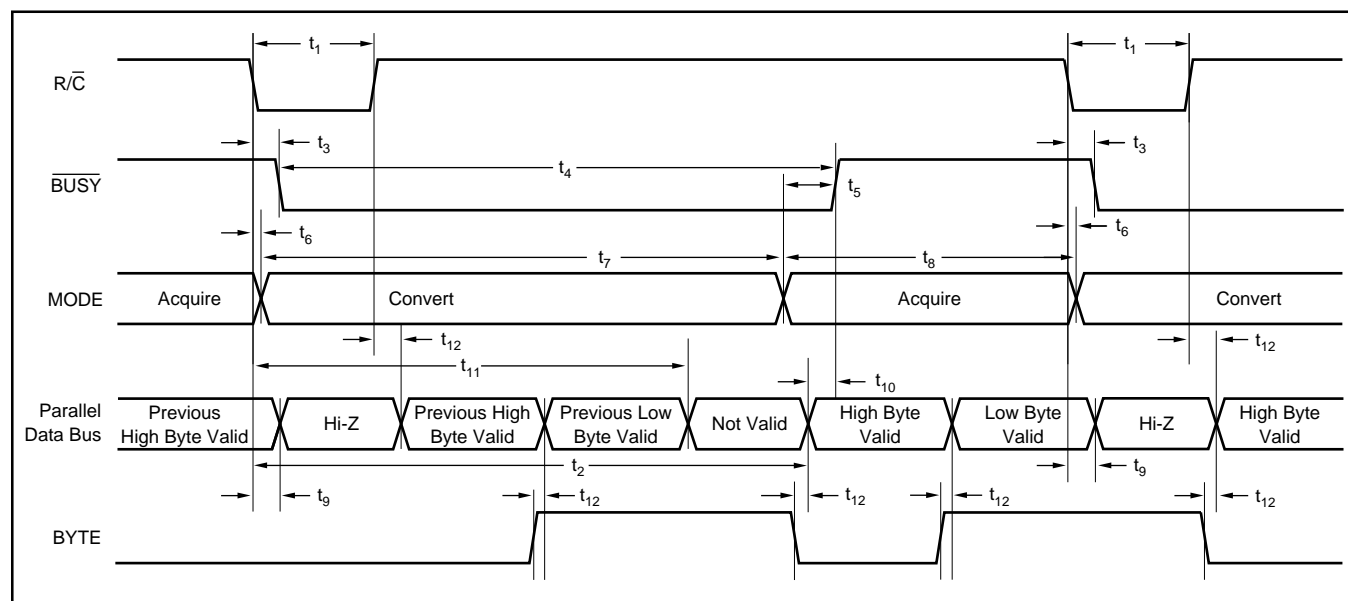 t1 t1
R/C̅
t3 t3
t4
B̅U̅S̅Y̅
t5
t6 t6
t7 t8
MODE Acquire Convert Acquire Convert
t12 t12
t11
t10
Parallel Data Bus
Previous High Byte Valid
Hi-Z
Previous High Byte Valid
Previous Low Byte Valid
Not Valid
High Byte Valid
Low Byte Valid
Hi-Z
High Byte Valid
t2
t9 t9
t12 t12 t12 t12
BYTE